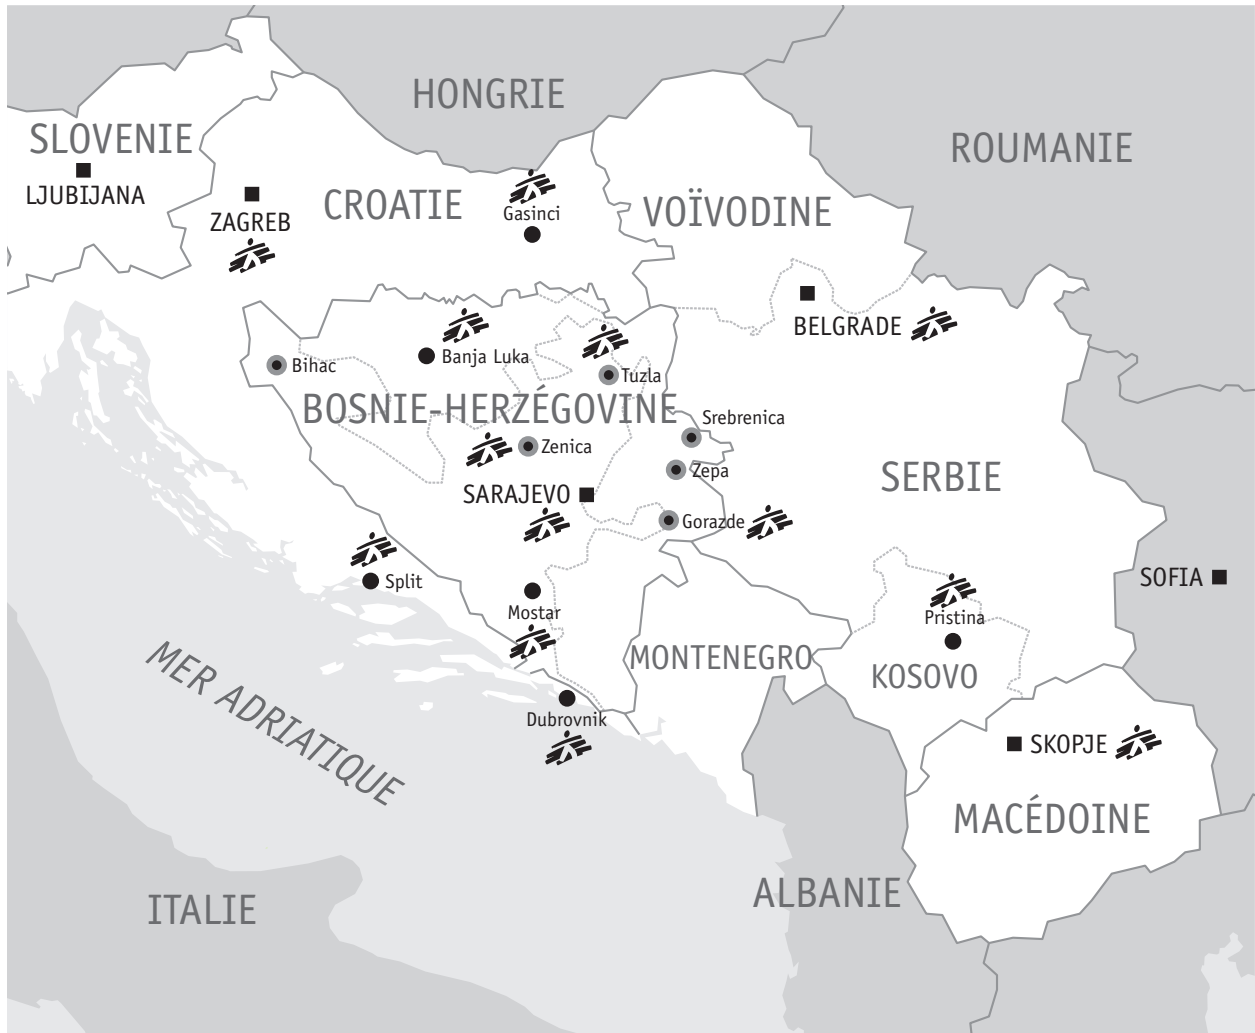 HONGRIE
SLOVENIE
LJUBIJANA
ROUMANIE
ZAGREB
CROATIE
Gasinci
VOÏVODINE
BELGRADE
Banja Luka
Bihac
Tuzla
BOSNIE-HERZÉGOVINE
Srebrenica
Zenica
Zepa
SERBIE
SARAJEVO
Gorazde
Split
SOFIA
Mostar
Pristina
MONTENEGRO
KOSOVO
MER ADRIATIQUE
Dubrovnik
SKOPJE
MACÉDOINE
ALBANIE
ITALIE